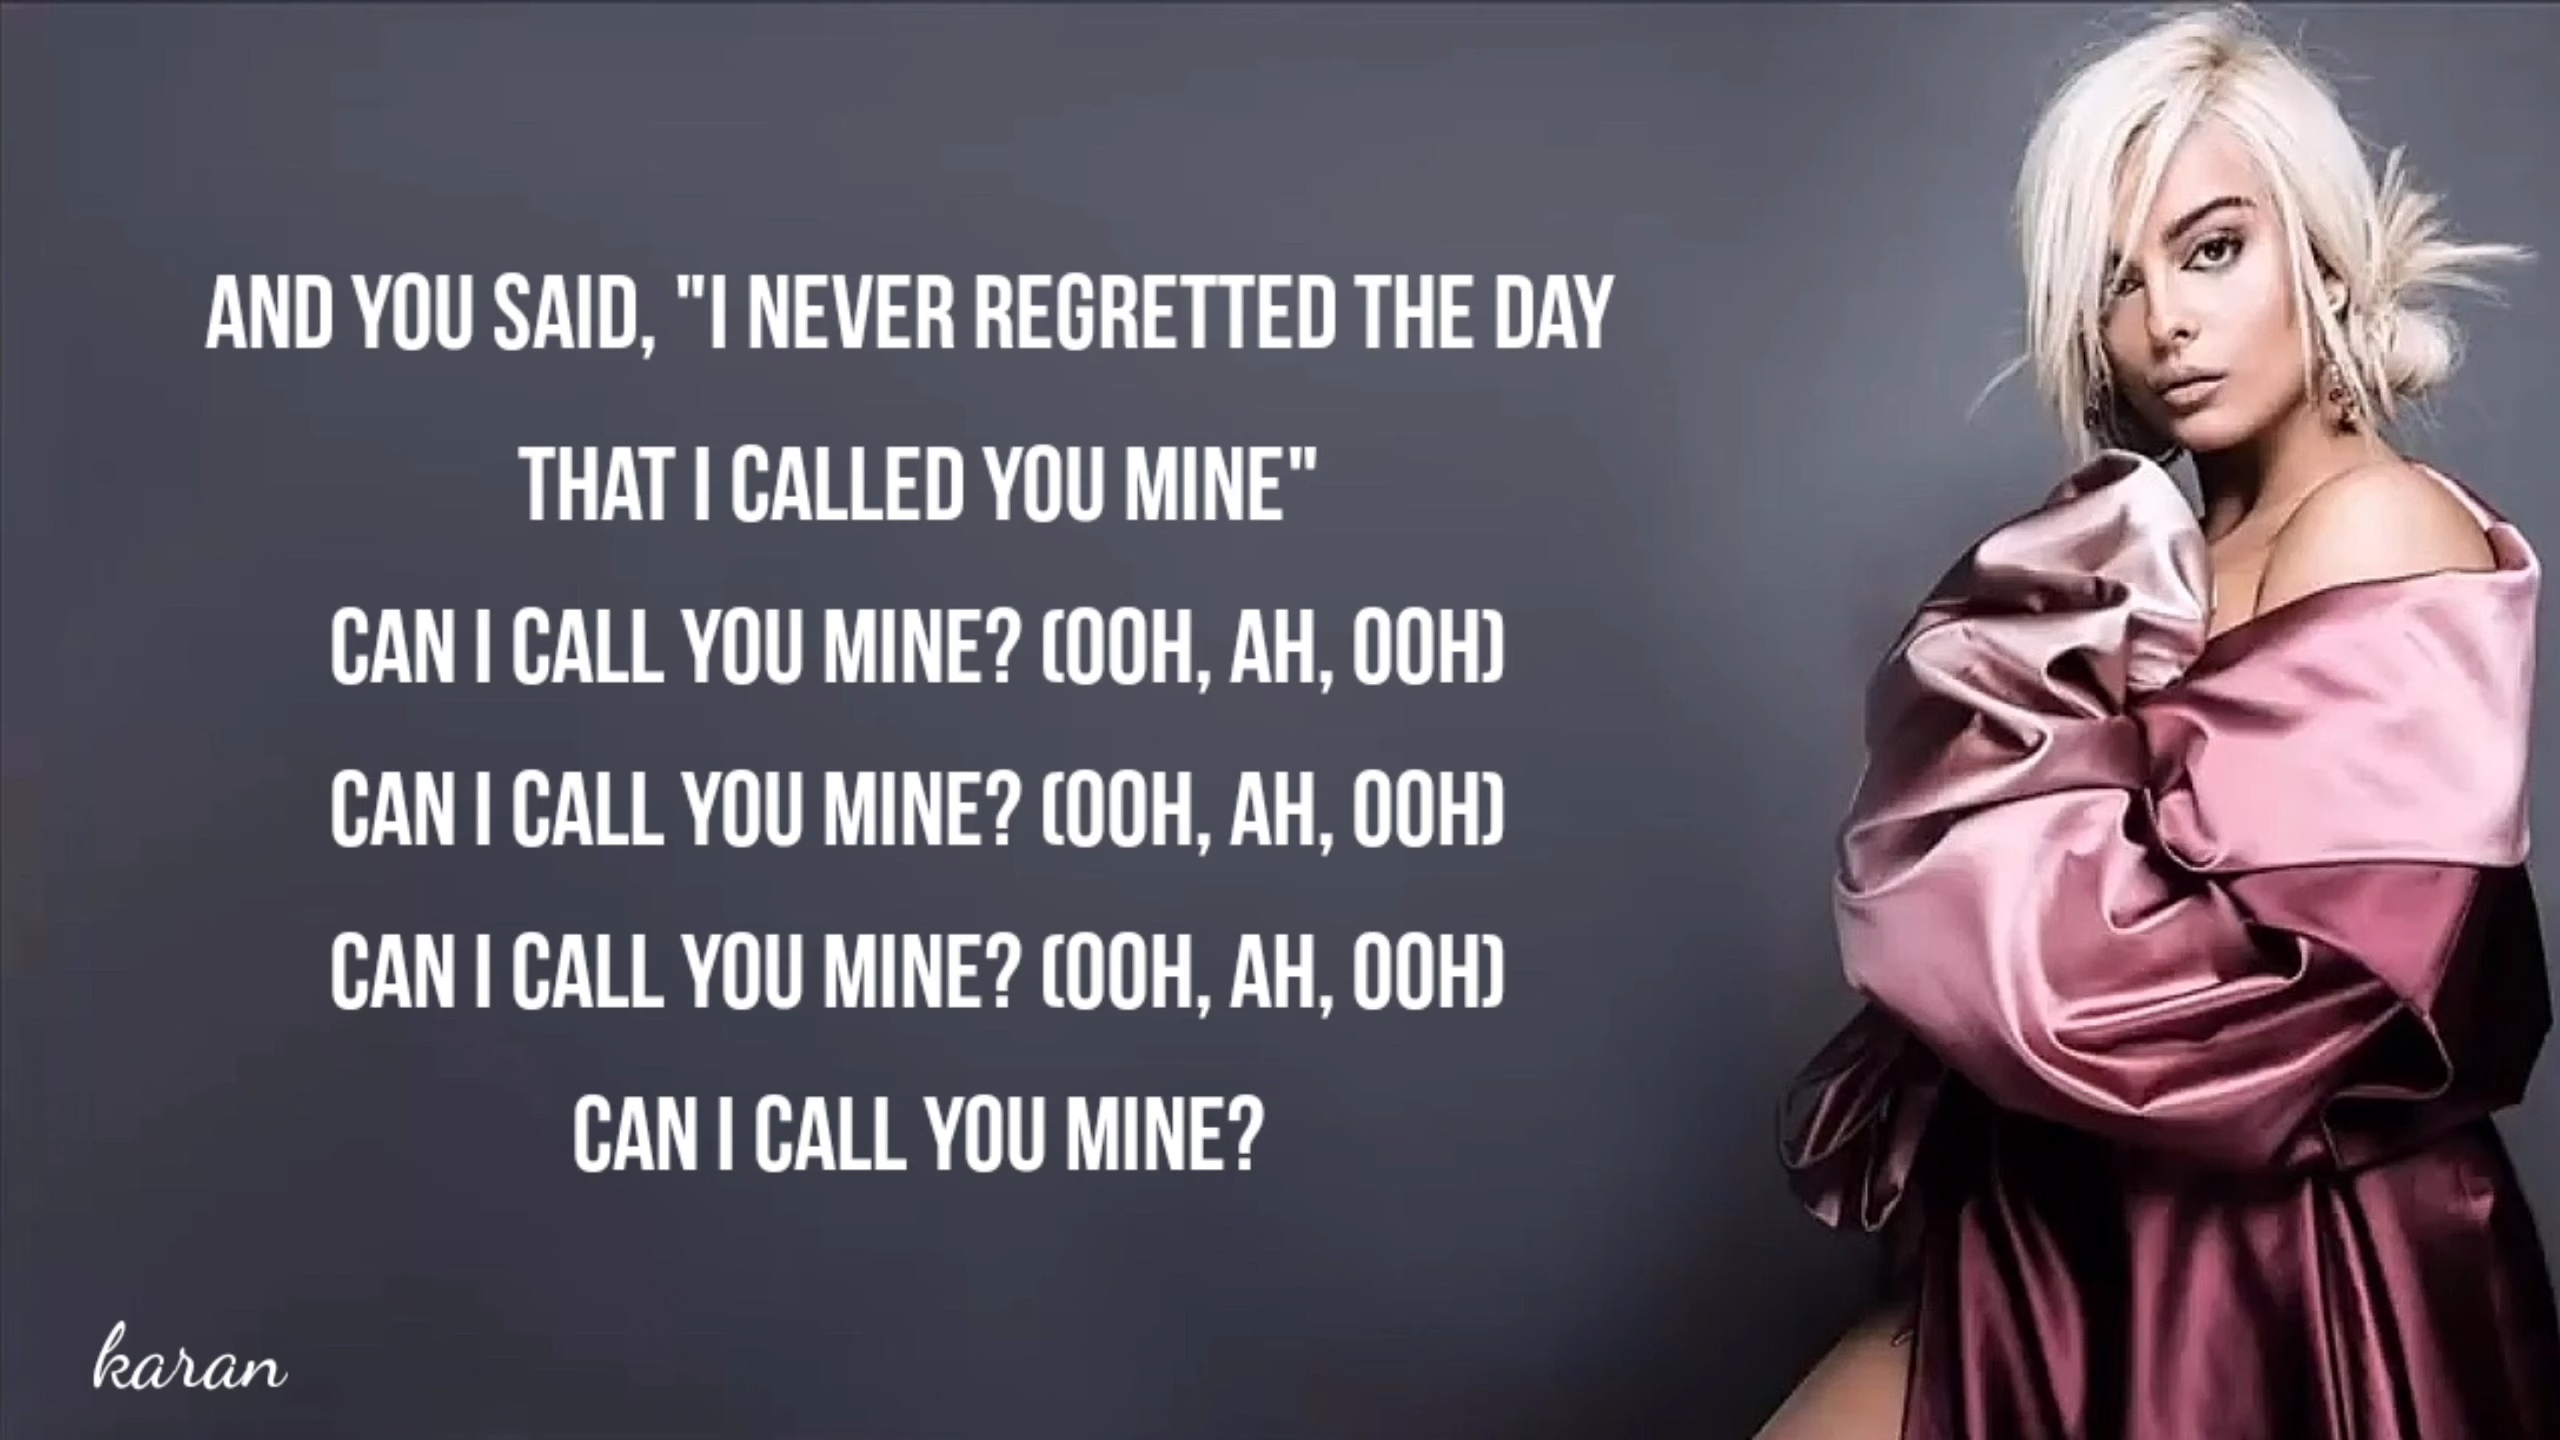 AND YOU SAID, "I NEVER REGRETTED THE DAY
THAT I CALLED YOU MINE"
CAN I CALL YOU MINE? (OOH, AH, OOH)
CAN I CALL YOU MINE? (OOH, AH, OOH)
CAN I CALL YOU MINE? (OOH, AH, OOH)
CAN I CALL YOU MINE?
karan